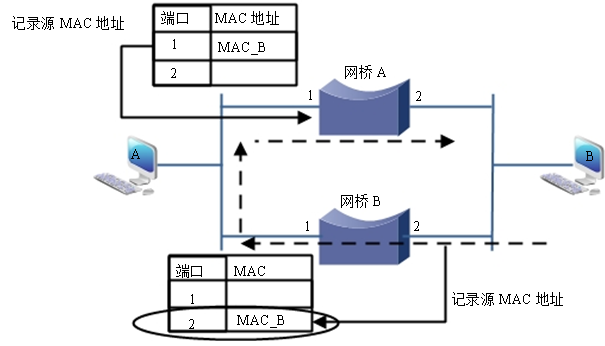 记录源 MAC 地址
端口 MAC 地址
1 MAC_B
2
网桥 A
1 2
A
B
网桥 B
1 2
端口 MAC
1
2 MAC_B
记录源 MAC 地址